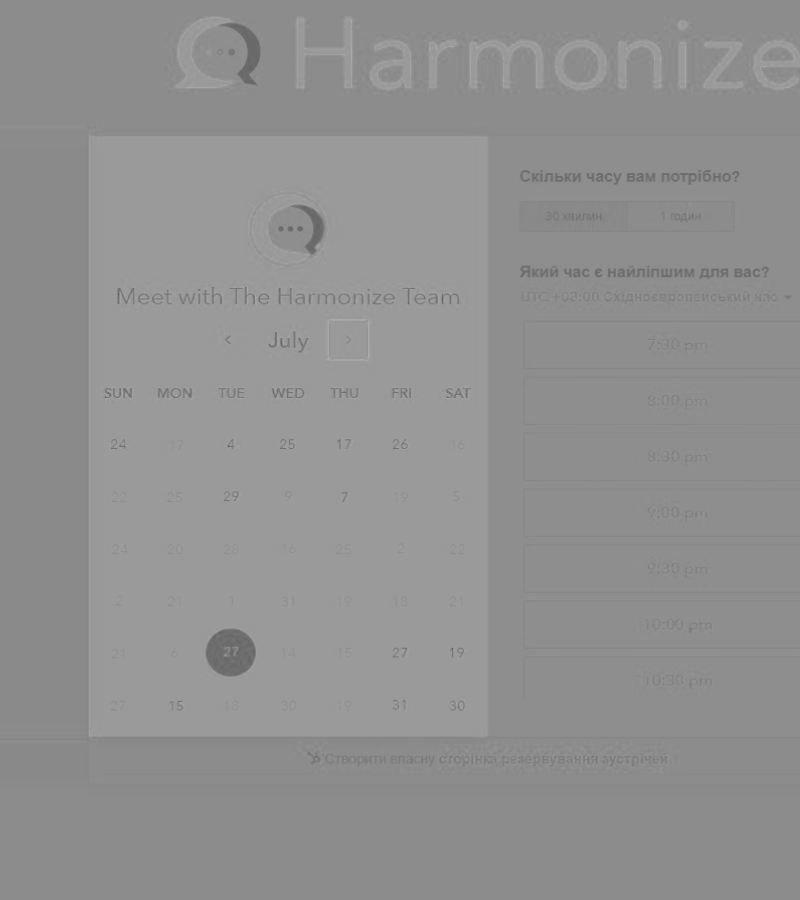 Harmonize
Meet with The Harmonize Team
July
SUN MON TUE WED THU FRI SAT
24 17 4 25 17 26 16
22 25 29 9 7 19 5
24 20 28 16 25 2 22
2 21 1 31 19 18 21
21 6 27 14 15 27 19
27 15 18 30 19 31 30
Скільки часу вам потрібно?
30 хвилин 1 годин
Який час є найліпшим для вас?
UTC +03:00 Східноєвропейський час
7:30 pm
8:00 pm
8:30 pm
9:00 pm
9:30 pm
10:00 pm
10:30 pm
Створити власну сторінка резервування зустрічей